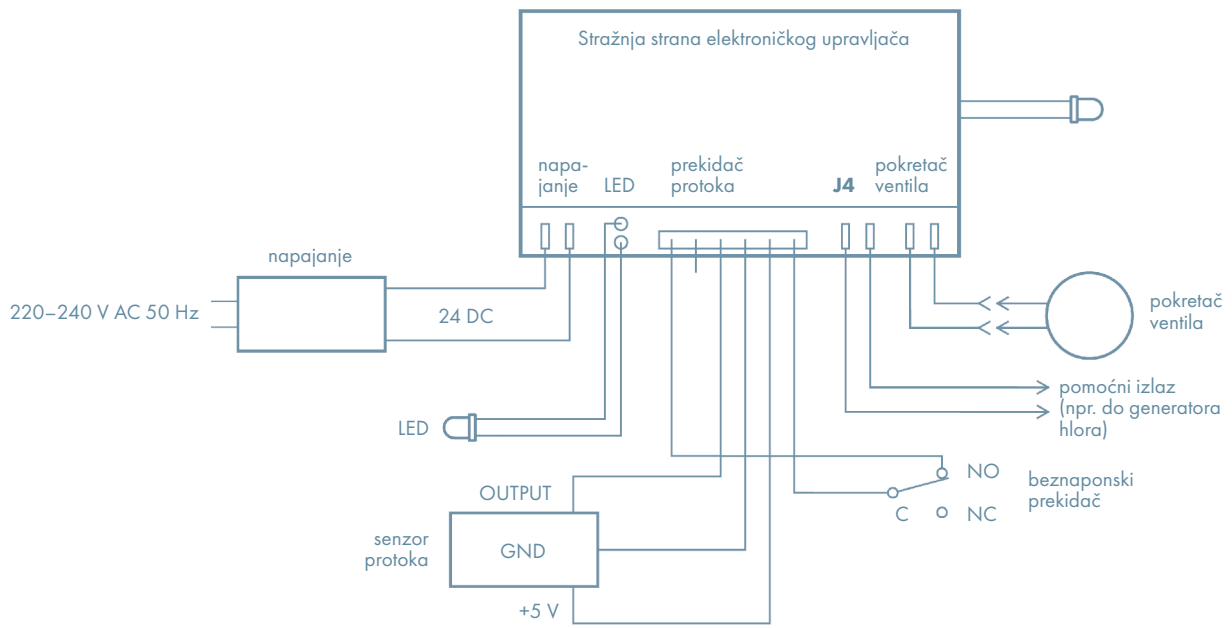 Stražnja strana elektroničkog upravljača
napa-
janje
LED
prekidač
protoka
J4
pokretač
ventila
napajanje
220–240 V AC 50 Hz
24 DC
pokretač
ventila
LED
pomoćni izlaz
(npr. do generatora
hlora)
OUTPUT
NO
C
NC
beznaponski
prekidač
senzor
protoka
GND
+5 V